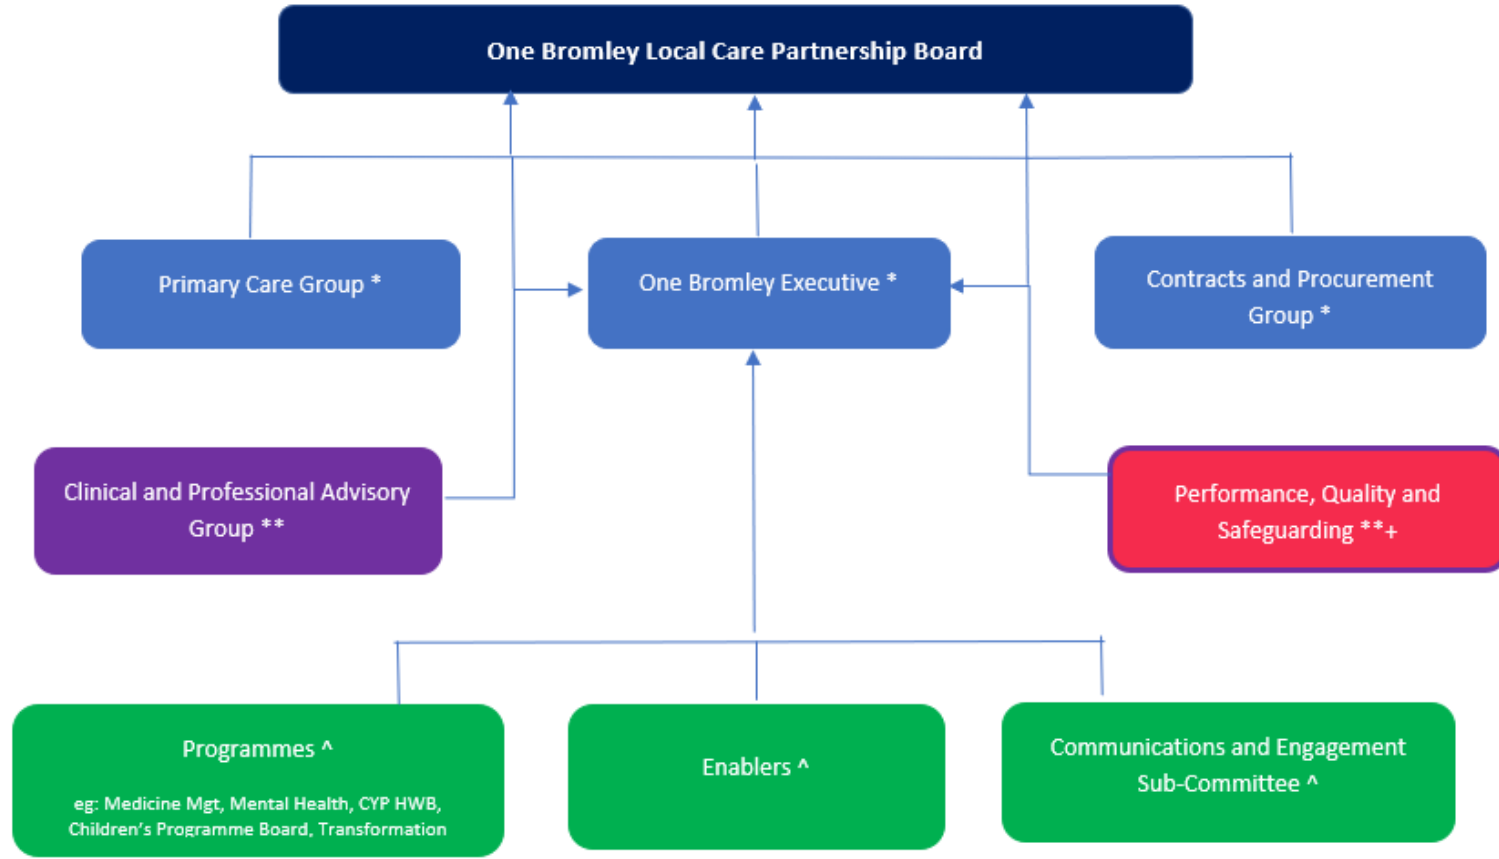 One Bromley Local Care Partnership Board
Primary Care Group *
One Bromley Executive *
Contracts and Procurement
Group *
Clinical and Professional Advisory
Group **
Performance, Quality and
Safeguarding **+
Programmes ^
eg: Medicine Mgt, Mental Health, CYP HWB,
Children's Programme Board, Transformation
Enablers ^
Communications and Engagement
Sub-Committee ^